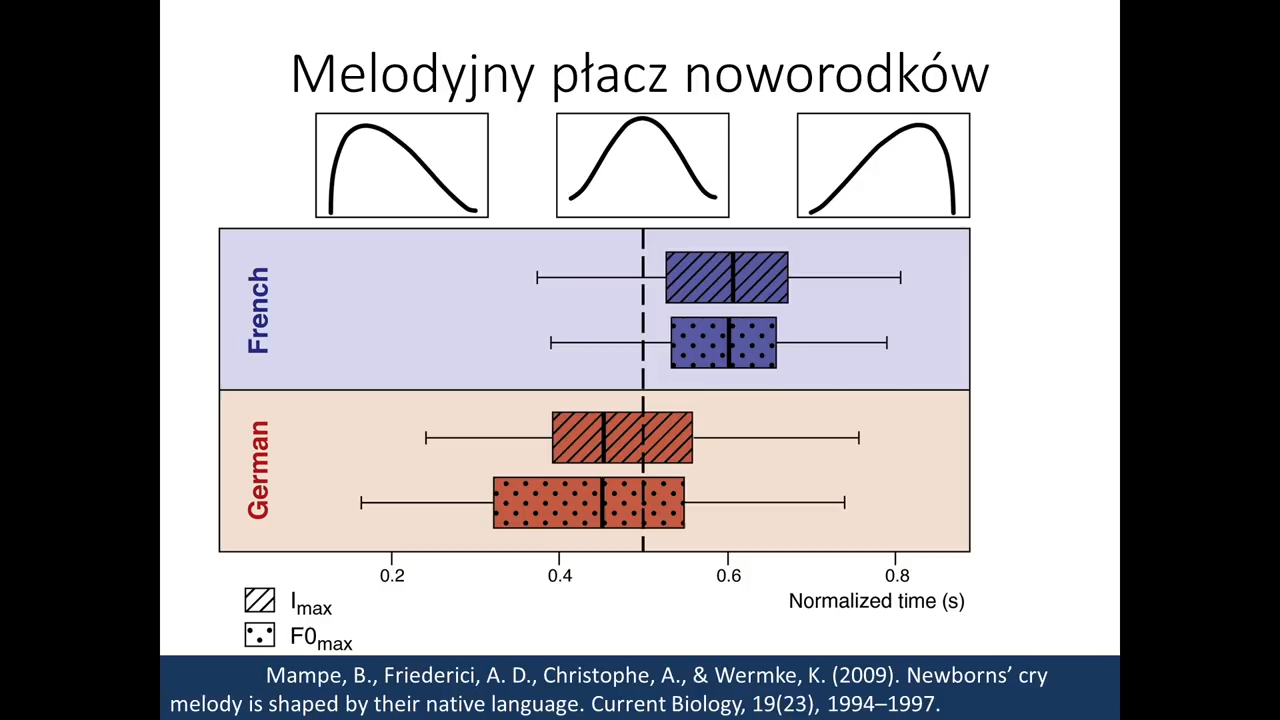 Melodyjny płacz noworodków
French
German
0.2 0.4 0.6 0.8
Normalized time (s)
Imax
F0max
Mampe, B., Friederici, A. D., Christophe, A., & Wermke, K. (2009). Newborns’ cry
melody is shaped by their native language. Current Biology, 19(23), 1994–1997.